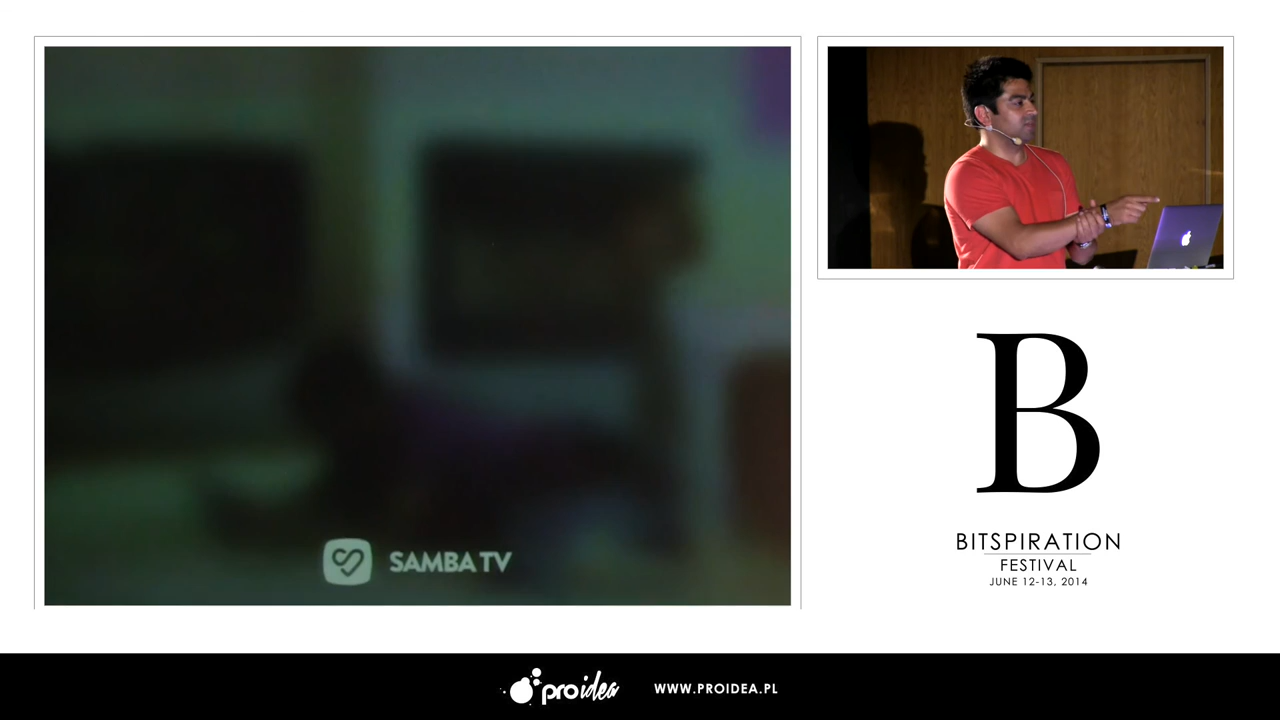 SAMBA TV
BITSPIRATION
FESTIVAL
JUNE 12-13, 2014
proidea
WWW.PROIDEA.PL